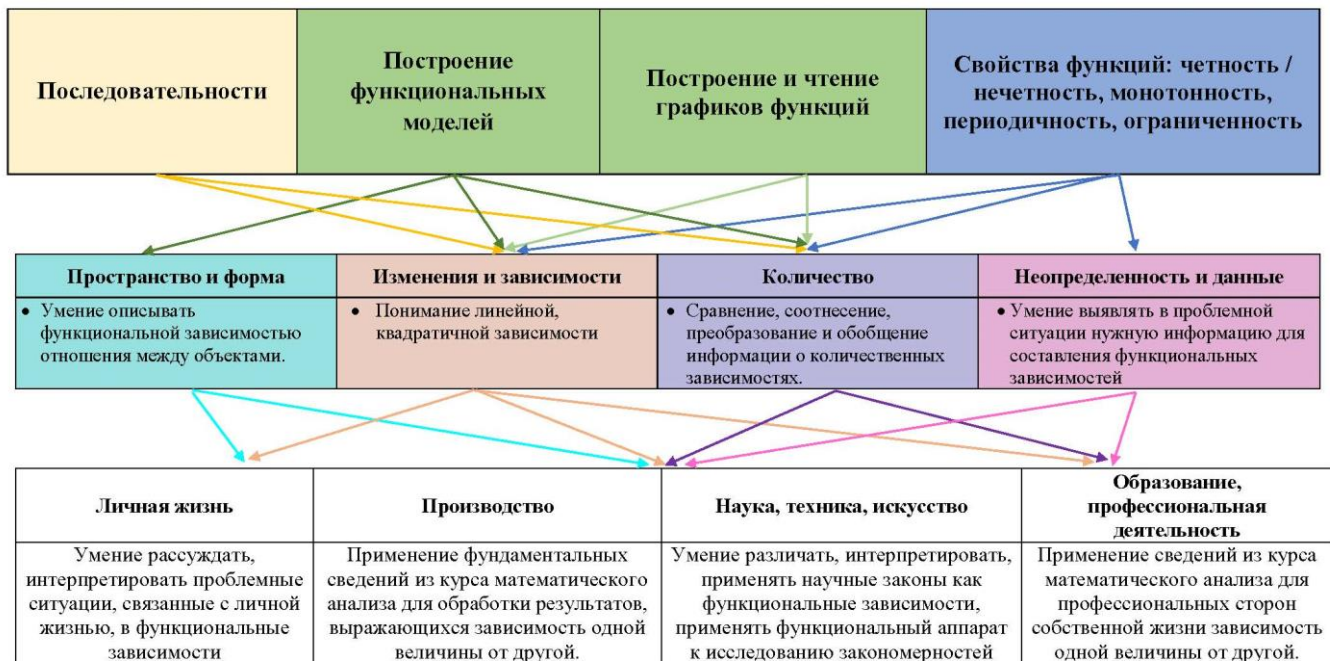 Последовательности
Построение
функциональных
моделей
Построение и чтение
графиков функций
Свойства функций: четность /
нечетность, монотонность,
периодичность, ограниченность
Пространство и форма
• Умение описывать
функциональной зависимостью
отношения между объектами.
Изменения и зависимости
• Понимание линейной,
квадратичной зависимости
Количество
• Сравнение, соотнесение,
преобразование и обобщение
информации о количественных
зависимостях.
Неопределенность и данные
• Умение выявлять в проблемной
ситуации нужную информацию для
составления функциональных
зависимостей
Личная жизнь
Умение рассуждать,
интерпретировать проблемные
ситуации, связанные с личной
жизнью, в функциональные
зависимости
Производство
Применение фундаментальных
сведений из курса математического
анализа для обработки результатов,
выражающихся зависимость одной
величины от другой.
Наука, техника, искусство
Умение различать, интерпретировать,
применять научные законы как
функциональные зависимости,
применять функциональный аппарат
к исследованию закономерностей
Образование,
профессиональная
деятельность
Применение сведений из курса
математического анализа для
профессиональных сторон
собственной жизни зависимость
одной величины от другой.